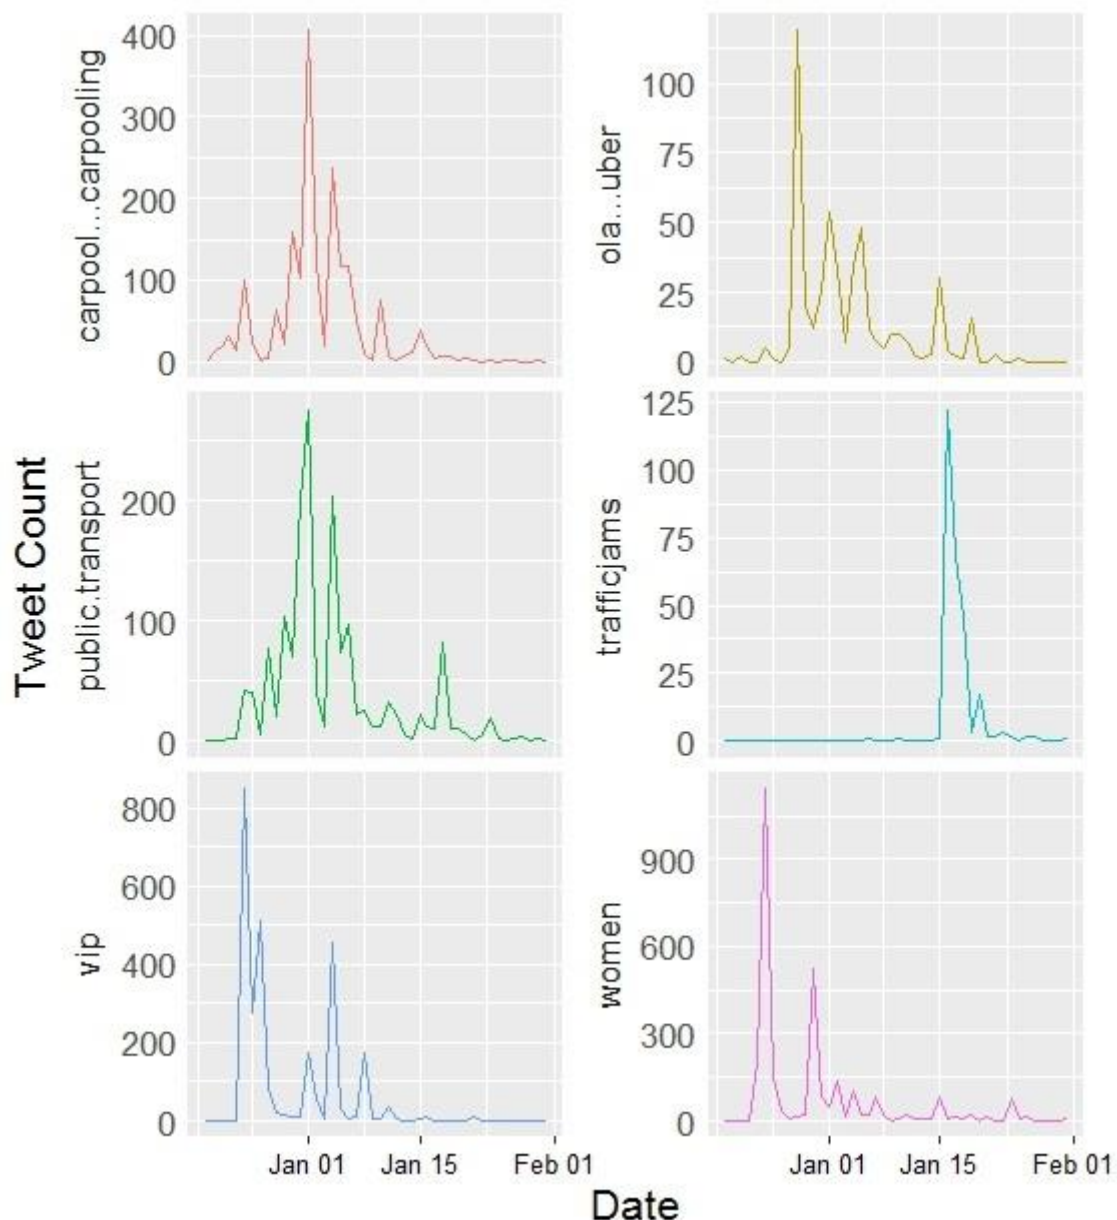 Tweet Count
carpool...carpooling
400
300
200
100
0
ola...uber
100
75
50
25
0
public.transport
200
100
0
trafficjams
125
100
75
50
25
0
vip
800
600
400
200
0
women
900
600
300
0
Jan 01 Jan 15 Feb 01
Jan 01 Jan 15 Feb 01
Date